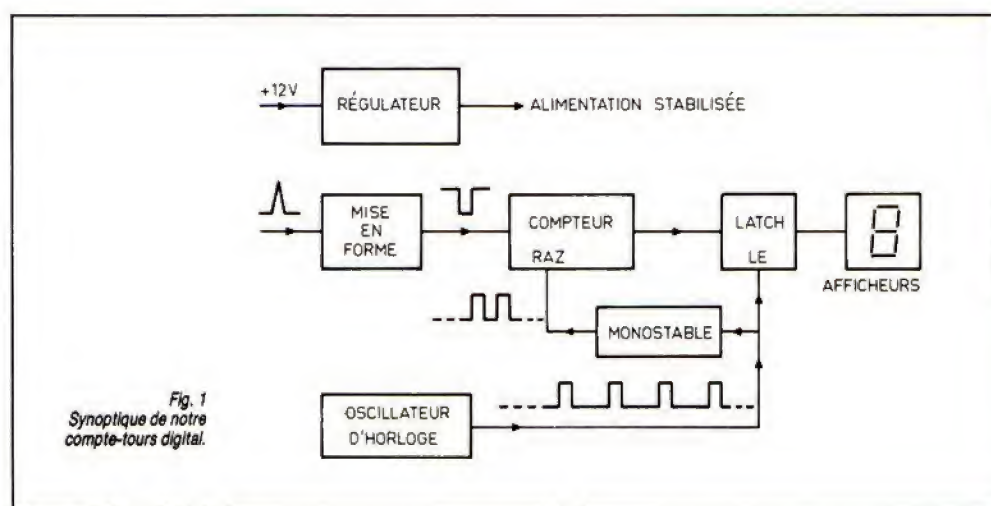 +12V
RÉGULATEUR
ALIMENTATION STABILISÉE
MISE
EN
FORME
COMPTEUR
RAZ
LATCH
LE
AFFICHEURS
MONOSTABLE
OSCILLATEUR
D'HORLOGE
Fig. 1
Synoptique de notre
compte-tours digital.